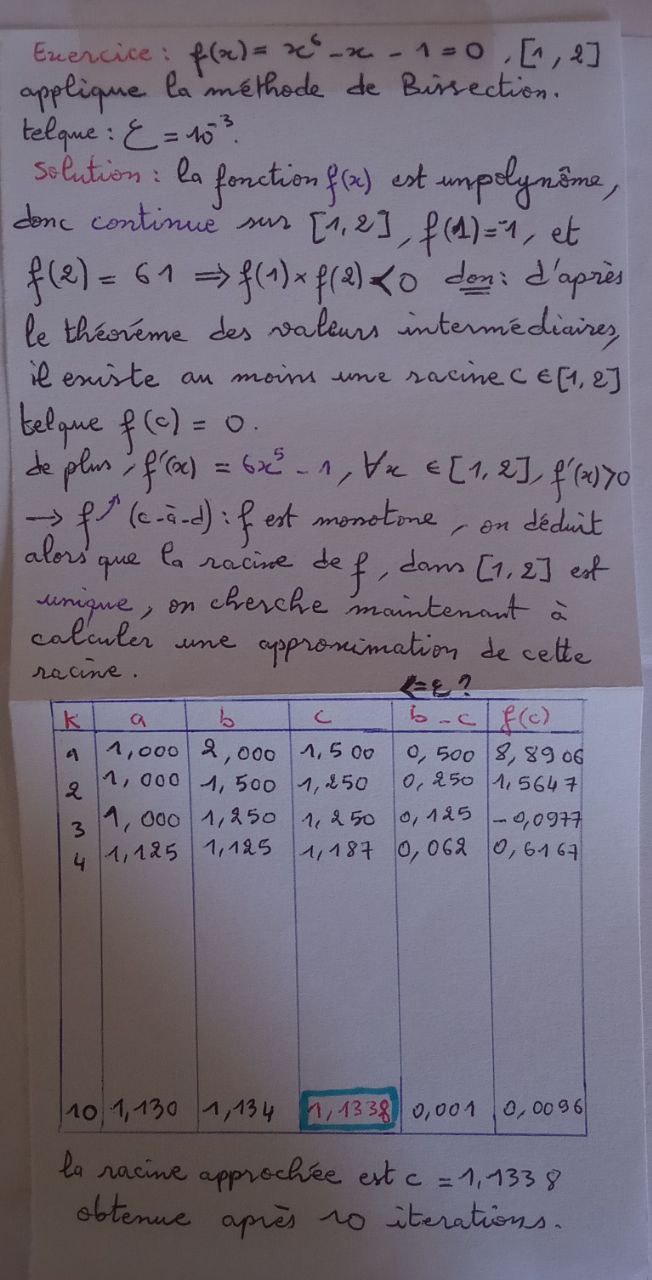 Exercice : f(x) = x⁶ - x - 1 = 0 , [1, 2]
applique la méthode de Bissection.
telque : ε = 10⁻³.
Solution : la fonction f(x) est un polynôme,
donc continue sur [1, 2], f(1) = -1, et
f(2) = 61 ⟹ f(1) × f(2) < 0 don : d'après
le théoréme des valeurs intermédiaires,
il existe au moins une racine c ∈ [1, 2]
telque f(c) = 0.
de plus, f'(x) = 6x⁵ - 1, ∀x ∈ [1, 2], f'(x) > 0
→ f ↗ (c-à-d) : f est monotone, on déduit
alors que la racine de f, dans [1, 2] est
unique, on cherche maintenant à
calculer une approximation de cette
racine.
<= ε ?
K a b c b - c f(c)
1 1,000 2,000 1,500 0,500 8,8906
2 1,000 1,500 1,250 0,250 1,5647
3 1,000 1,250 1,250 0,125 -0,0977
4 1,125 1,125 1,187 0,062 0,6167
10 1,130 1,134 1,1338 0,001 0,0096
la racine approchée est c = 1,1338
obtenue après 10 iterations.